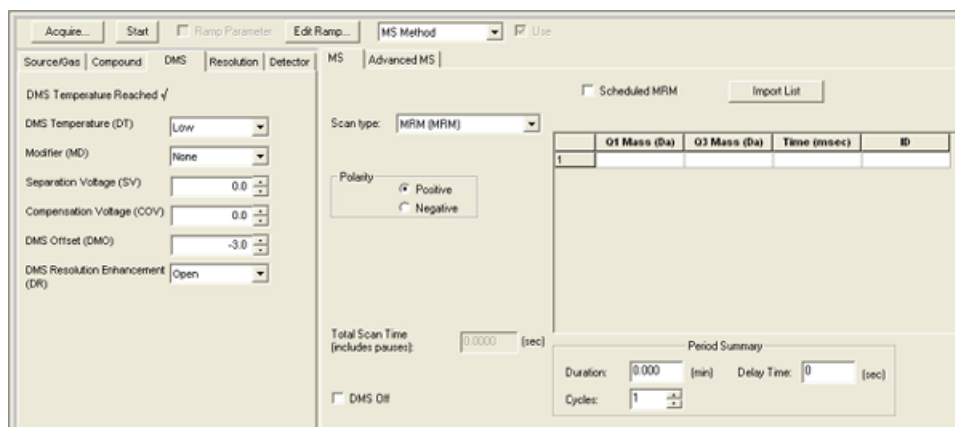 Acquire... Start Ramp Parameter Edit Ramp... MS Method Use
Source/Gas Compound DMS Resolution Detector
MS Advanced MS
DMS Temperature Reached √
DMS Temperature (DT) Low
Modifier (MD) None
Separation Voltage (SV) 0.0
Compensation Voltage (COV) 0.0
DMS Offset (DMO) -3.0
DMS Resolution Enhancement
(DR) Open
Scheduled MRM Import List
Scan type: MRM (MRM)
Q1 Mass (Da) Q3 Mass (Da) Time (msec) ID
1
Polarity
Positive
Negative
Total Scan Time
(includes pauses): 0.0000 (sec)
DMS Off
Period Summary
Duration: 0.000 (min) Delay Time: 0 (sec)
Cycles: 1